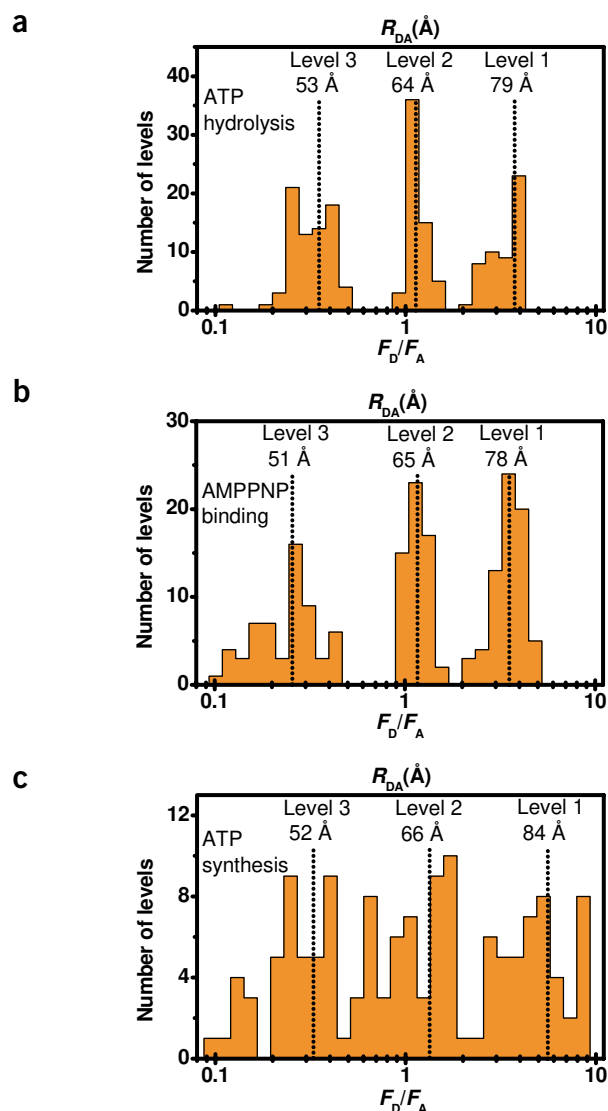 a
R_DA(Å)
Level 3 Level 2 Level 1
53 Å 64 Å 79 Å
ATP
hydrolysis
Number of levels
40
30
20
10
0
0.1 1 10
F_D/F_A
b
R_DA(Å)
Level 3 Level 2 Level 1
51 Å 65 Å 78 Å
AMPPNP
binding
Number of levels
30
20
10
0
0.1 1 10
F_D/F_A
c
R_DA(Å)
Level 3 Level 2 Level 1
52 Å 66 Å 84 Å
ATP
synthesis
Number of levels
12
8
4
0
0.1 1 10
F_D/F_A